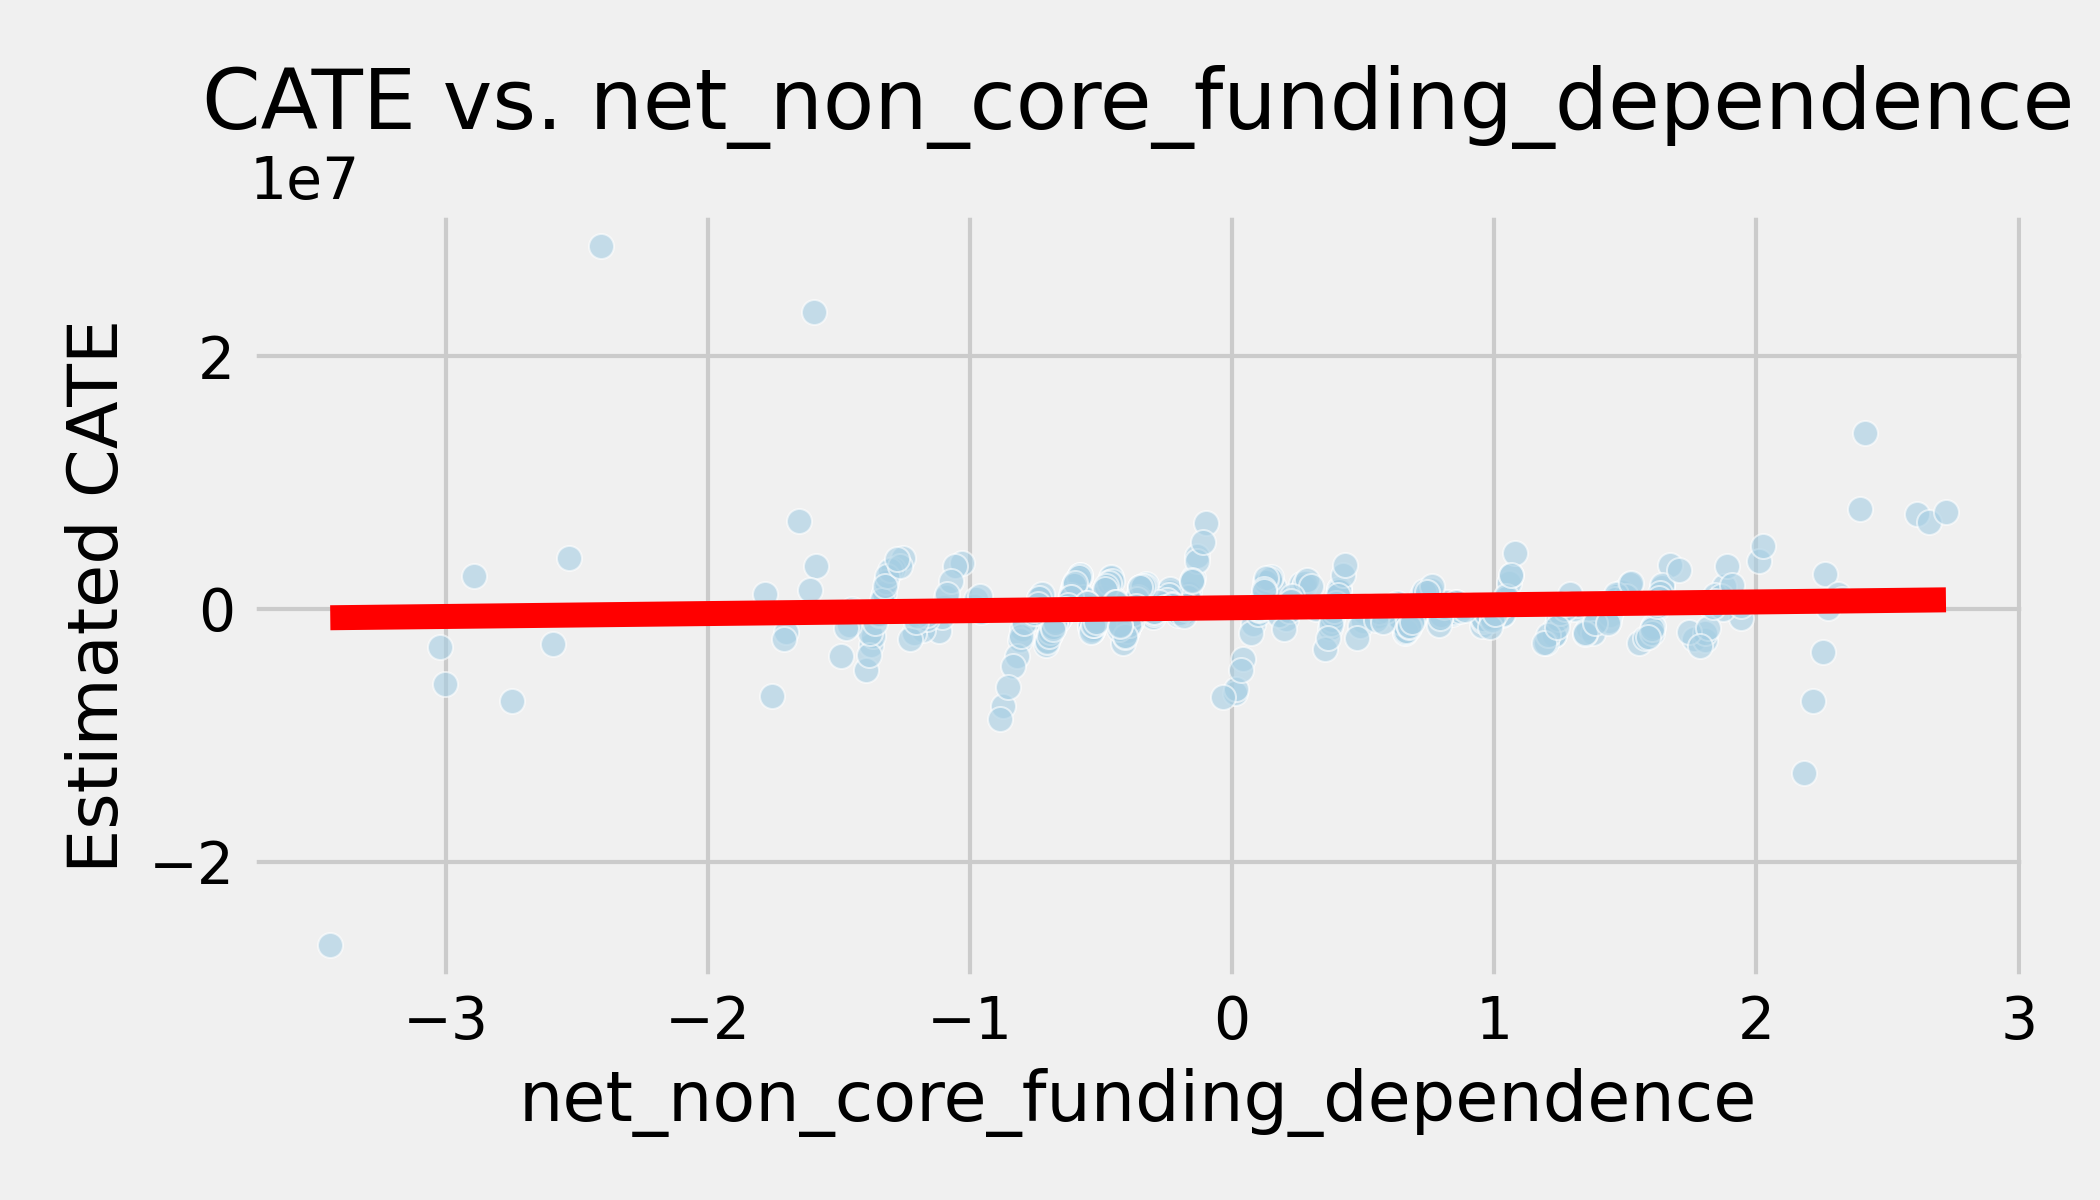 CATE vs. net_non_core_funding_dependence
1e7
Estimated CATE
2
0
−2
−3 −2 −1 0 1 2 3
net_non_core_funding_dependence